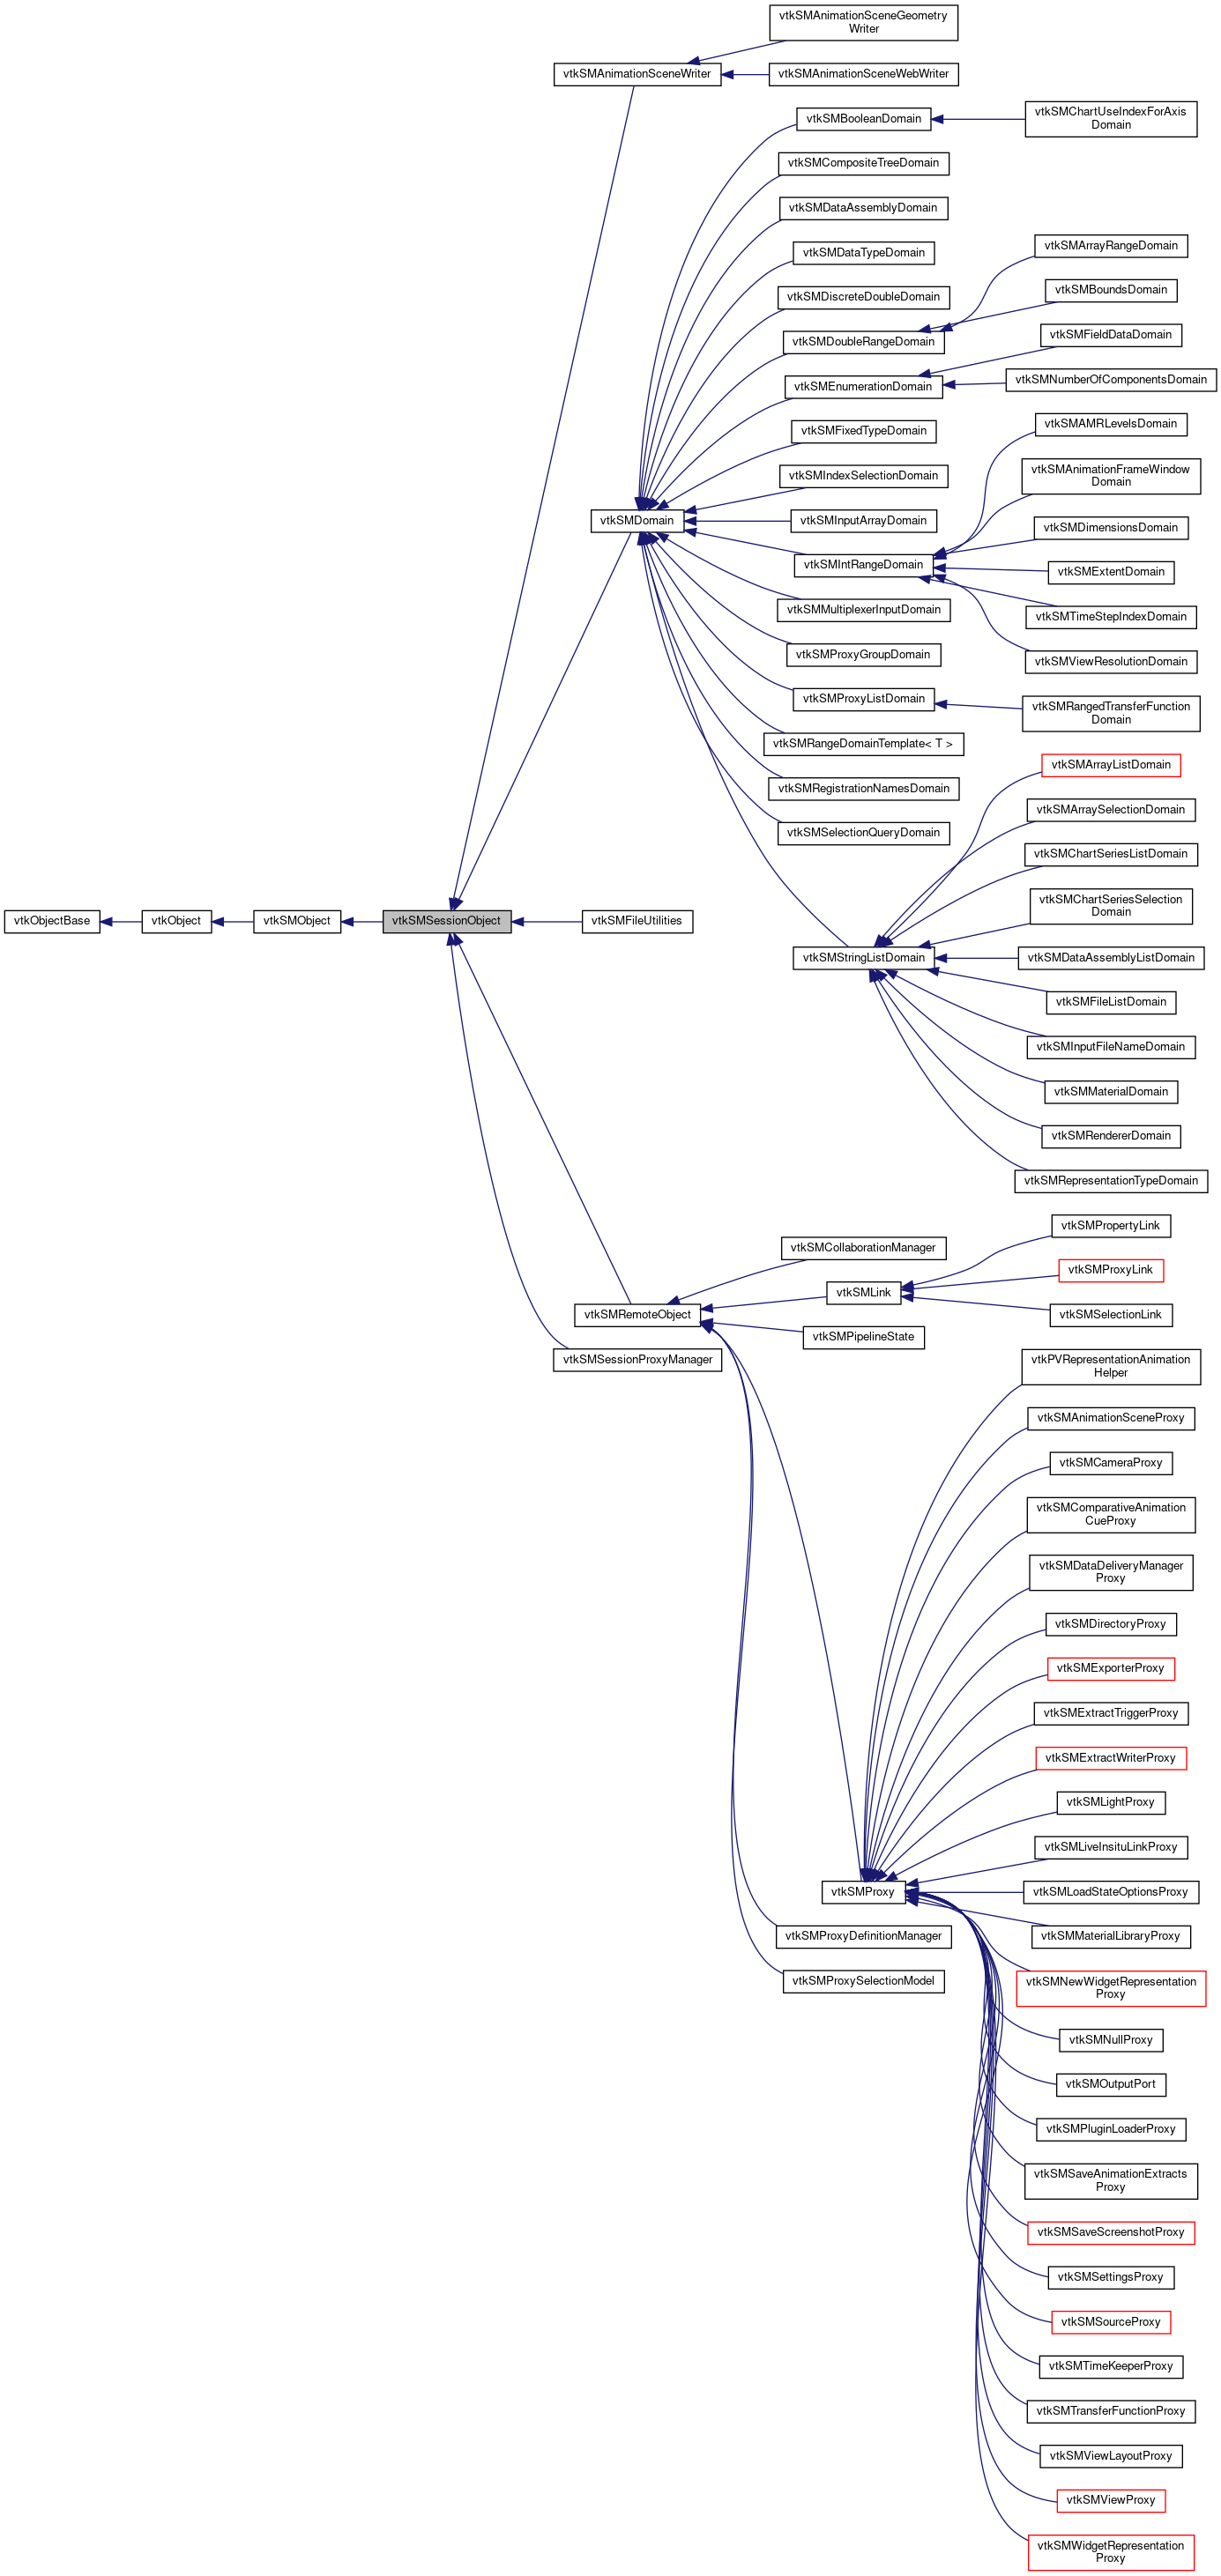 vtkSMAnimationSceneGeometry
Writer
vtkSMAnimationSceneWriter
vtkSMAnimationSceneWebWriter
vtkSMBooleanDomain
vtkSMChartUseIndexForAxis
Domain
vtkSMCompositeTreeDomain
vtkSMDataAssemblyDomain
vtkSMDataTypeDomain
vtkSMArrayRangeDomain
vtkSMDiscreteDoubleDomain
vtkSMBoundsDomain
vtkSMDoubleRangeDomain
vtkSMFieldDataDomain
vtkSMEnumerationDomain
vtkSMNumberOfComponentsDomain
vtkSMFixedTypeDomain
vtkSMAMRLevelsDomain
vtkSMIndexSelectionDomain
vtkSMAnimationFrameWindow
Domain
vtkSMDomain
vtkSMInputArrayDomain
vtkSMDimensionsDomain
vtkSMIntRangeDomain
vtkSMExtentDomain
vtkSMMultiplexerInputDomain
vtkSMTimeStepIndexDomain
vtkSMProxyGroupDomain
vtkSMViewResolutionDomain
vtkSMProxyListDomain
vtkSMRangedTransferFunction
Domain
vtkSMRangeDomainTemplate< T >
vtkSMArrayListDomain
vtkSMRegistrationNamesDomain
vtkSMArraySelectionDomain
vtkSMSelectionQueryDomain
vtkSMChartSeriesListDomain
vtkSMChartSeriesSelection
Domain
vtkObjectBase
vtkObject
vtkSMObject
vtkSMSessionObject
vtkSMFileUtilities
vtkSMStringListDomain
vtkSMDataAssemblyListDomain
vtkSMFileListDomain
vtkSMInputFileNameDomain
vtkSMMaterialDomain
vtkSMRendererDomain
vtkSMRepresentationTypeDomain
vtkSMPropertyLink
vtkSMCollaborationManager
vtkSMProxyLink
vtkSMLink
vtkSMRemoteObject
vtkSMSelectionLink
vtkSMPipelineState
vtkSMSessionProxyManager
vtkPVRepresentationAnimation
Helper
vtkSMAnimationSceneProxy
vtkSMCameraProxy
vtkSMComparativeAnimation
CueProxy
vtkSMDataDeliveryManager
Proxy
vtkSMDirectoryProxy
vtkSMExporterProxy
vtkSMExtractTriggerProxy
vtkSMExtractWriterProxy
vtkSMLightProxy
vtkSMLiveInsituLinkProxy
vtkSMProxy
vtkSMLoadStateOptionsProxy
vtkSMProxyDefinitionManager
vtkSMMaterialLibraryProxy
vtkSMProxySelectionModel
vtkSMNewWidgetRepresentation
Proxy
vtkSMNullProxy
vtkSMOutputPort
vtkSMPluginLoaderProxy
vtkSMSaveAnimationExtracts
Proxy
vtkSMSaveScreenshotProxy
vtkSMSettingsProxy
vtkSMSourceProxy
vtkSMTimeKeeperProxy
vtkSMTransferFunctionProxy
vtkSMViewLayoutProxy
vtkSMViewProxy
vtkSMWidgetRepresentation
Proxy